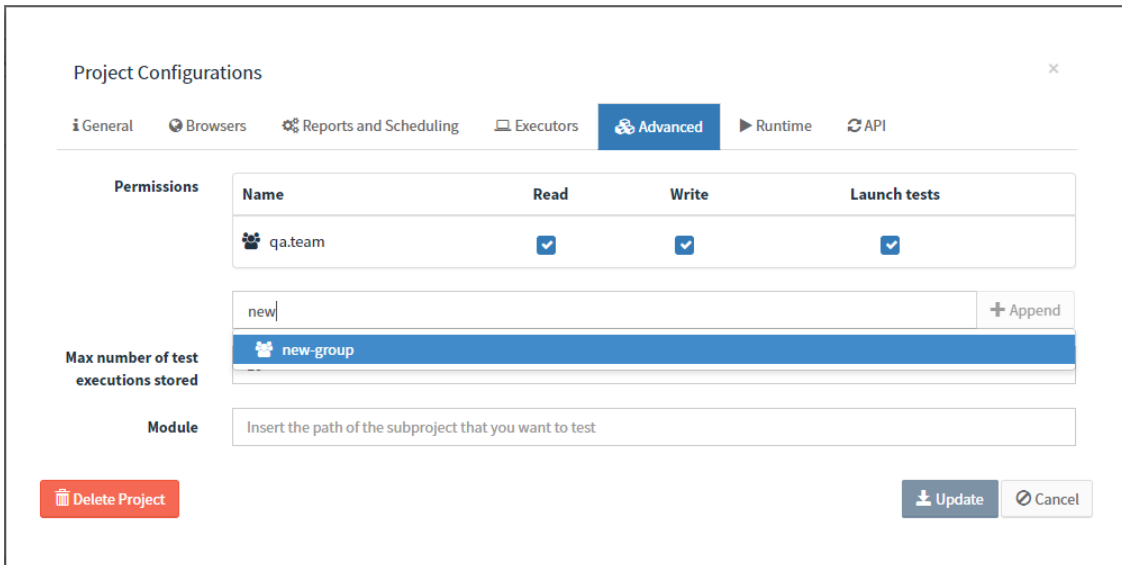 Project Configurations ×
General Browsers Reports and Scheduling Executors Advanced Runtime API
Permissions
Name Read Write Launch tests
qa.team
new + Append
new-group
Max number of test
executions stored
Module Insert the path of the subproject that you want to test
Delete Project Update Cancel